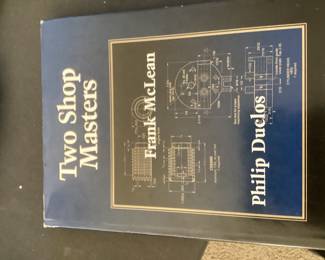 Two Shop
Masters
Frank McLean
Philip Duclos